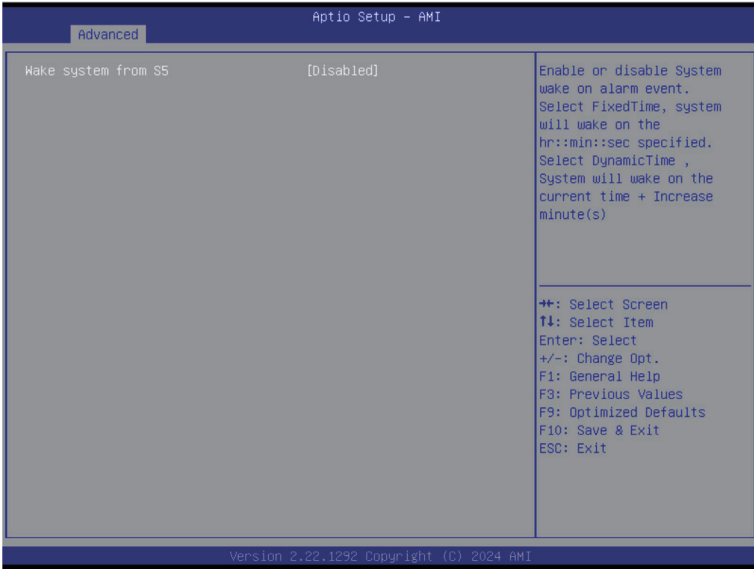 Aptio Setup – AMI
Advanced
Wake system from S5 [Disabled]
Enable or disable System
wake on alarm event.
Select FixedTime, system
will wake on the
hr::min::sec specified.
Select DynamicTime ,
System will wake on the
current time + Increase
minute(s)
→←: Select Screen
↑↓: Select Item
Enter: Select
+/-: Change Opt.
F1: General Help
F3: Previous Values
F9: Optimized Defaults
F10: Save & Exit
ESC: Exit
Version 2.22.1292 Copyright (C) 2024 AMI